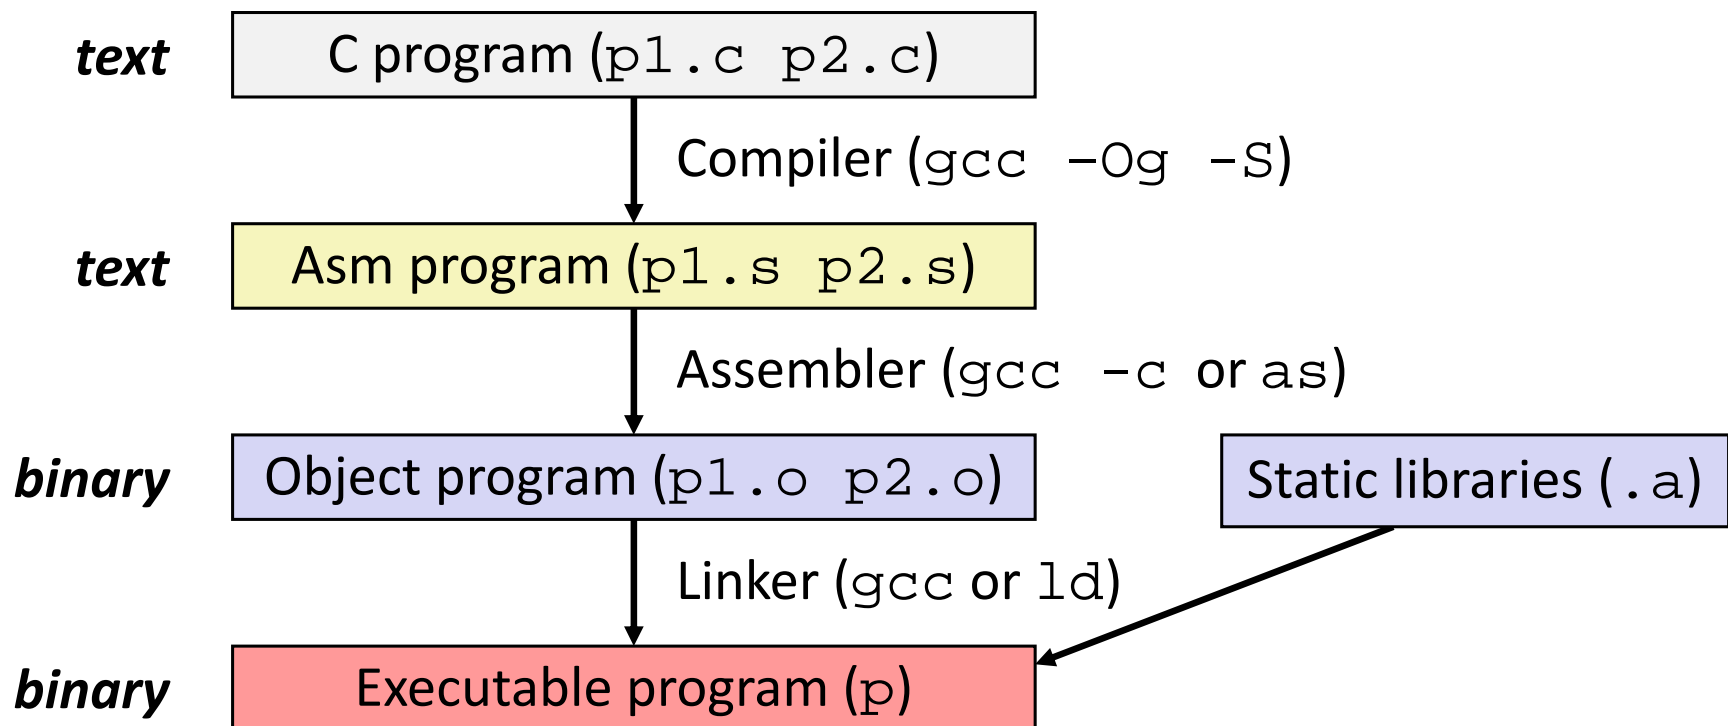 text C program (p1.c p2.c)
Compiler (gcc -Og -S)
text Asm program (p1.s p2.s)
Assembler (gcc -c or as)
binary Object program (p1.o p2.o) Static libraries (.a)
Linker (gcc or ld)
binary Executable program (p)